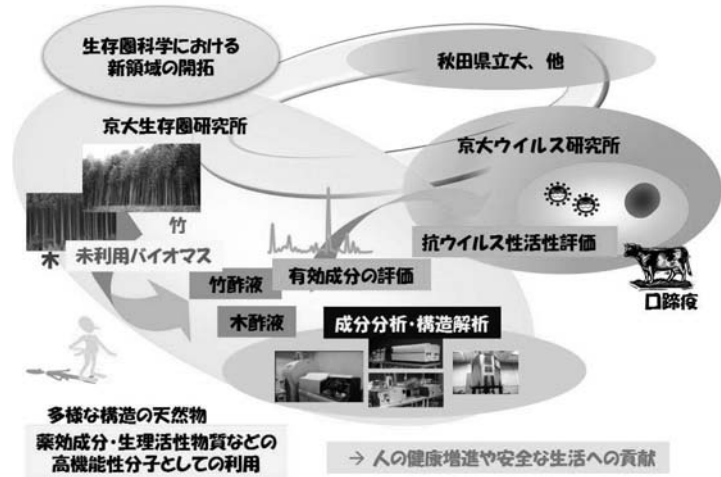 生存圏科学における
新領域の開拓
秋田県立大、他
京大生存圏研究所
京大ウイルス研究所
竹
木
未利用バイオマス
抗ウイルス性活性評価
有効成分の評価
竹酢液
口蹄疫
木酢液
成分分析・構造解析
多様な構造の天然物
薬効成分・生理活性物質などの
高機能性分子としての利用
→ 人の健康増進や安全な生活への貢献